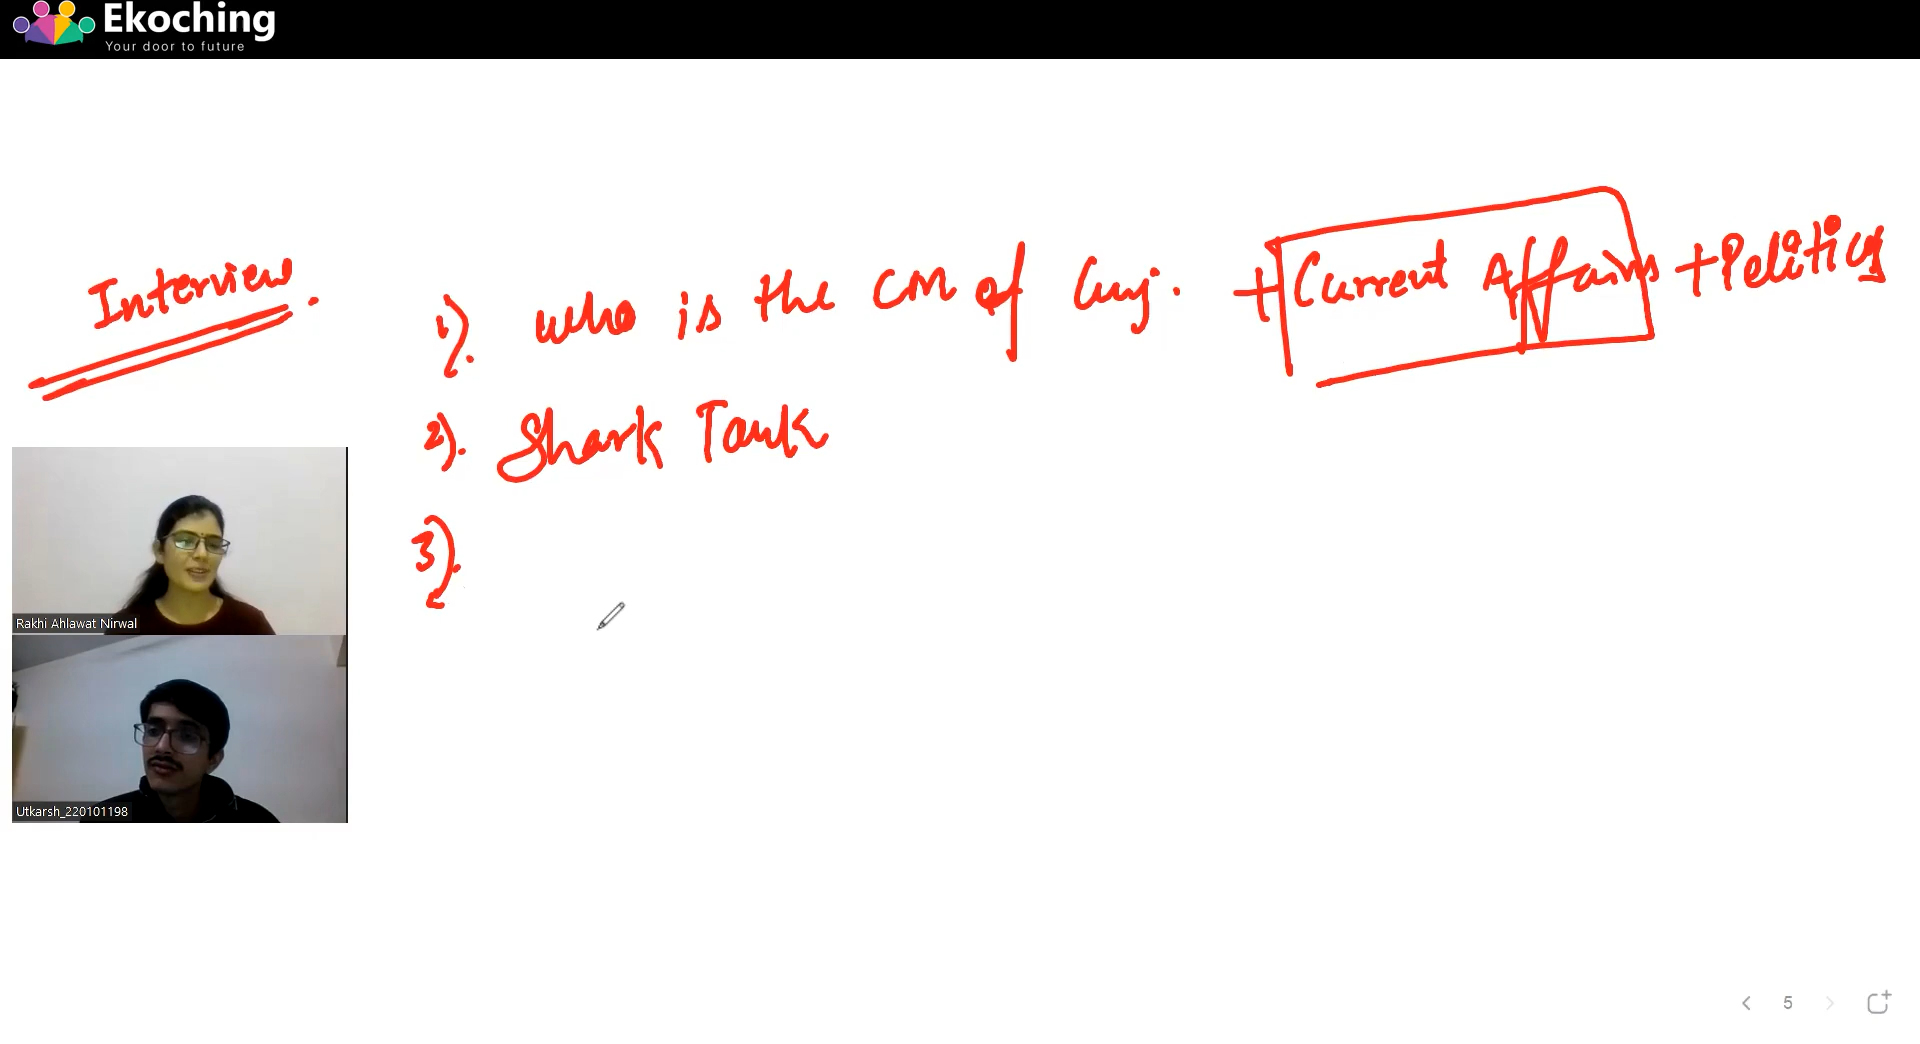 Ekoching
Your door to future
Interview.
1). who is the CM of Guj. + Current Affairs + Politics
2). Shark Tank
3).
Rakhi Ahlawat Nirwal
Utkarsh_220101198
5